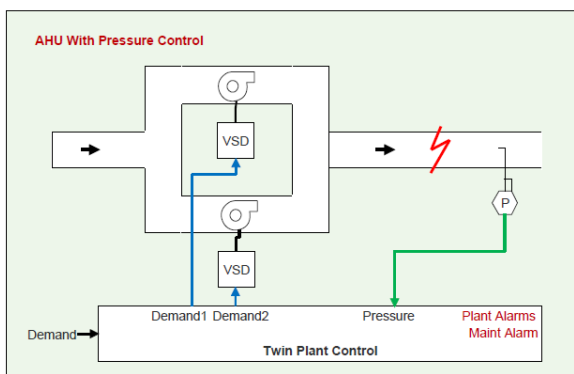 AHU With Pressure Control
VSD
P
VSD
Demand1 Demand2 Pressure Plant Alarms
Maint Alarm
Demand
Twin Plant Control